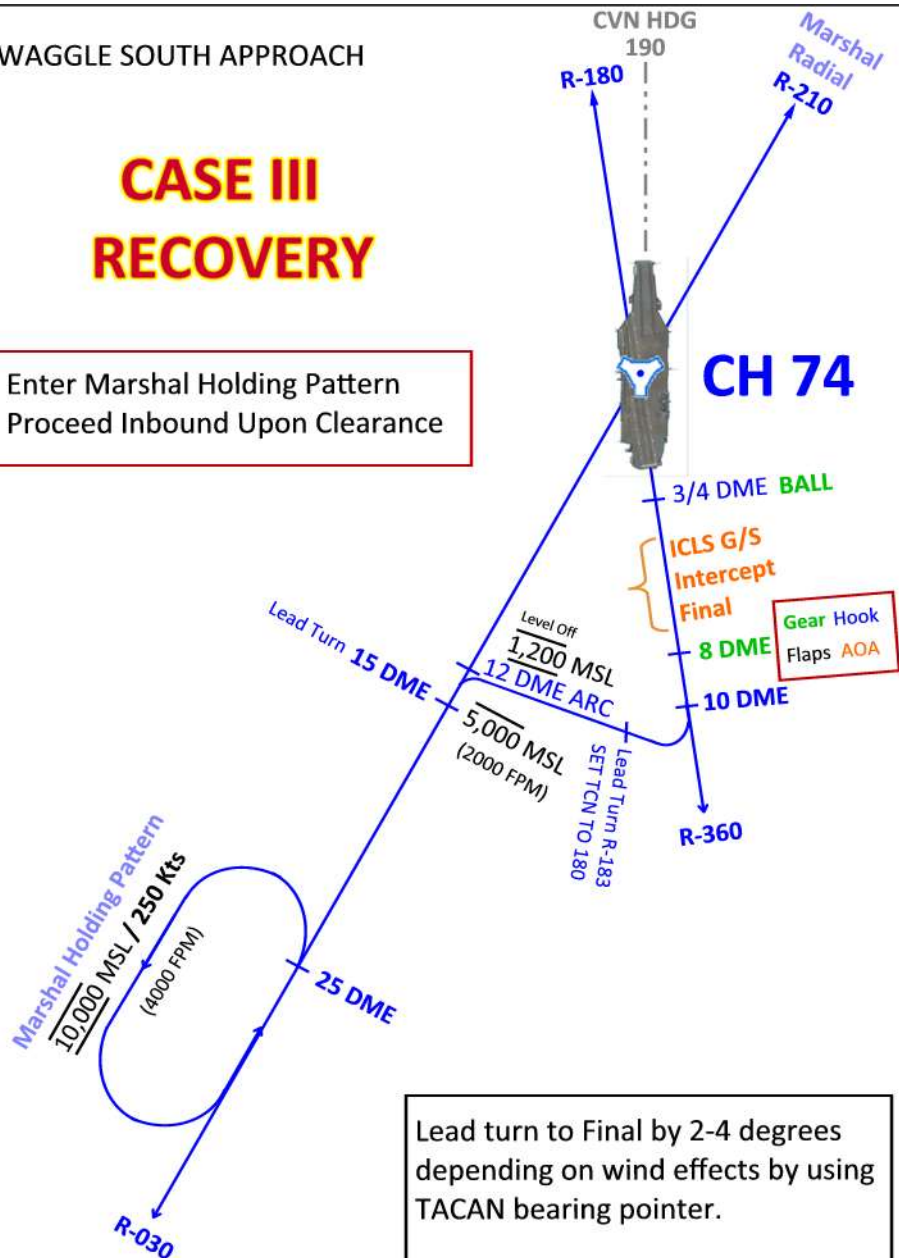 WAGGLE SOUTH APPROACH
CVN HDG
190
Marshal
Radial
R-180
R-210
CASE III
RECOVERY
Enter Marshal Holding Pattern
Proceed Inbound Upon Clearance
CH 74
3/4 DME BALL
ICLS G/S
Intercept
Final
Gear Hook
Flaps AOA
8 DME
10 DME
R-360
Level Off
1,200 MSL
12 DME ARC
Lead Turn 15 DME
5,000 MSL
(2000 FPM)
Lead Turn R-183
SET TCN TO 180
Marshal Holding Pattern
10,000 MSL / 250 Kts
(4000 FPM)
25 DME
R-030
Lead turn to Final by 2-4 degrees
depending on wind effects by using
TACAN bearing pointer.